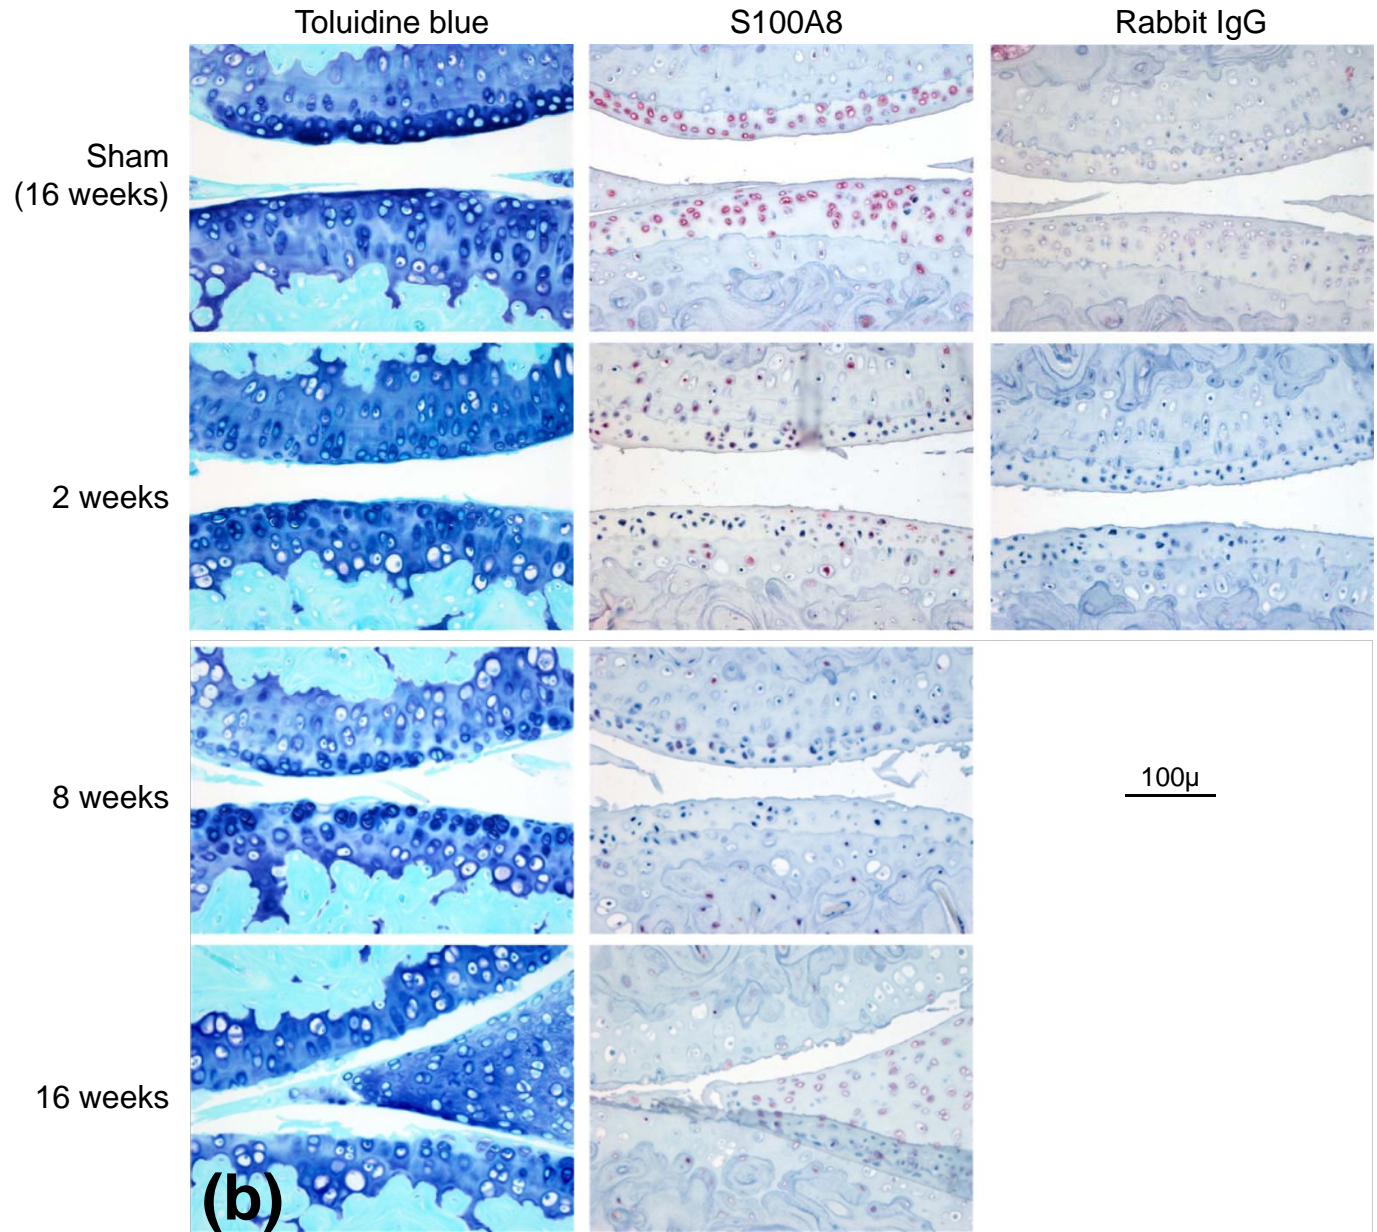 Toluidine blue
S100A8
Rabbit IgG
Sham
(16 weeks)
2 weeks
8 weeks
100µ
16 weeks
(b)